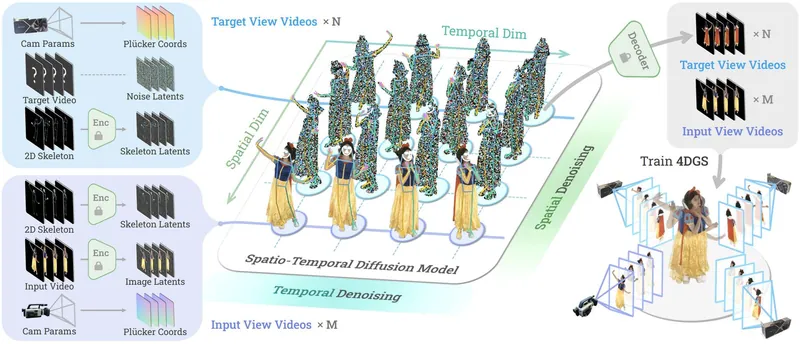 Cam Params
Plücker Coords
Target Video
Noise Latents
2D Skeleton
Enc
Skeleton Latents
2D Skeleton
Enc
Skeleton Latents
Input Video
Enc
Image Latents
Cam Params
Plücker Coords
Target View Videos × N
Temporal Dim
Spatial Dim
Spatio-Temporal Diffusion Model
Spatial Denoising
Temporal Denoising
Input View Videos × M
Decoder
× N
Target View Videos
× M
Input View Videos
Train 4DGS